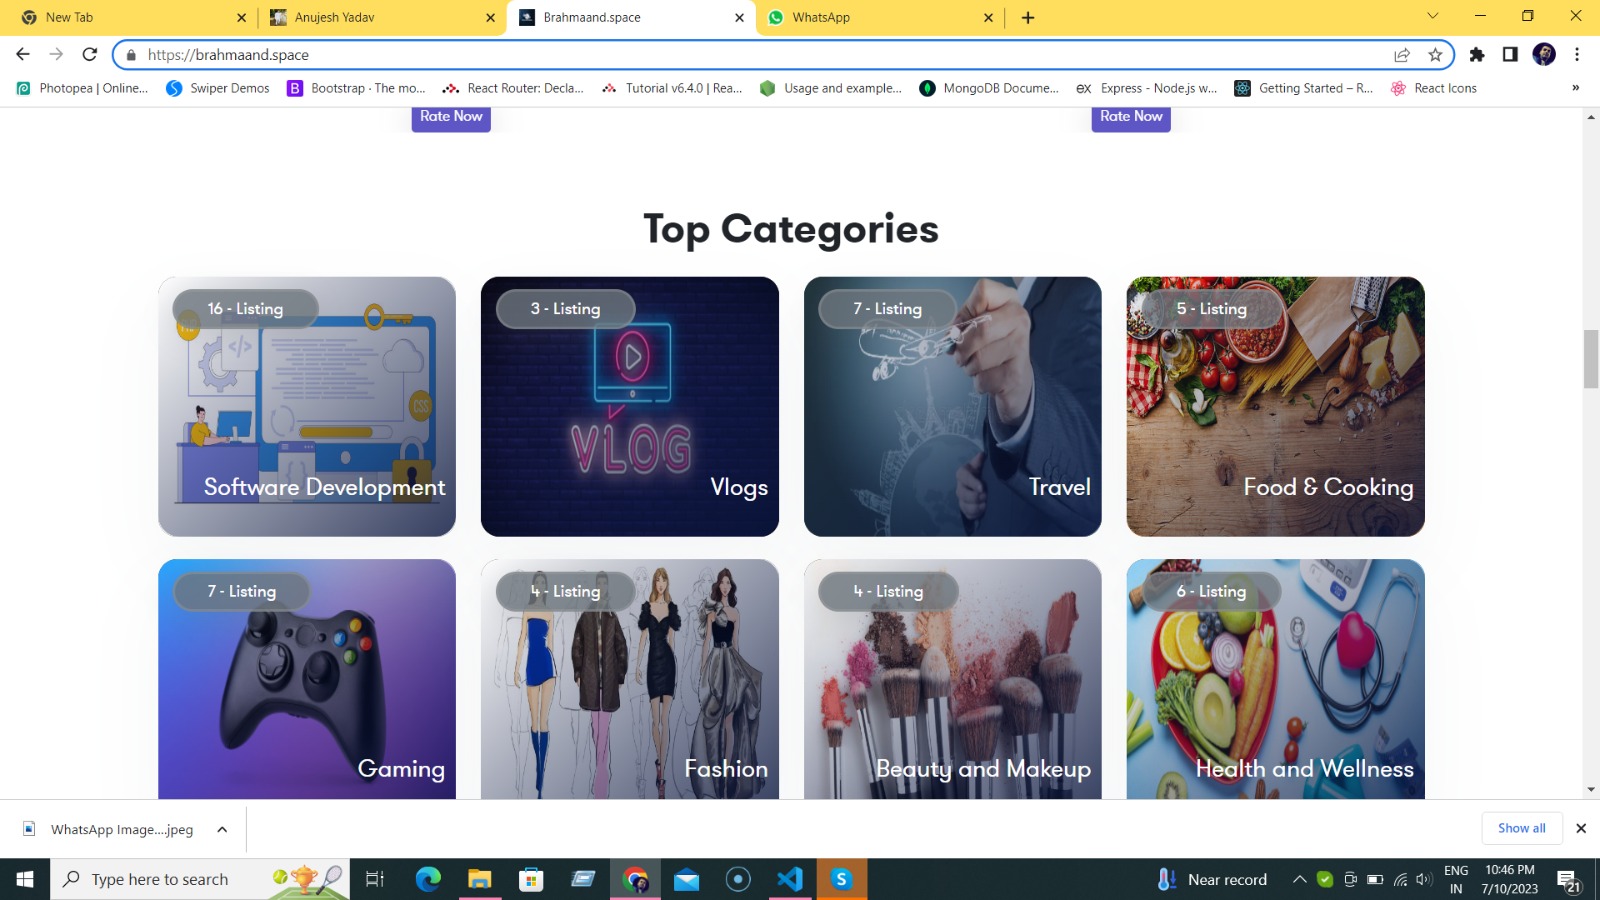 New Tab
Anujesh Yadav
Brahmaand.space
WhatsApp
https://brahmaand.space
Photopea | Online...
Swiper Demos
Bootstrap · The mo...
React Router: Decla...
Tutorial v6.4.0 | Rea...
Usage and example...
MongoDB Docume...
ex Express - Node.js w...
Getting Started – R...
React Icons
»
Rate Now
Rate Now
Top Categories
16 - Listing
Software Development
3 - Listing
VLOG
Vlogs
7 - Listing
Travel
5 - Listing
Food & Cooking
7 - Listing
Gaming
4 - Listing
Fashion
4 - Listing
Beauty and Makeup
6 - Listing
Health and Wellness
</>
CSS
WhatsApp Image....jpeg
Show all
Type here to search
Near record
ENG
IN
10:46 PM
7/10/2023
21